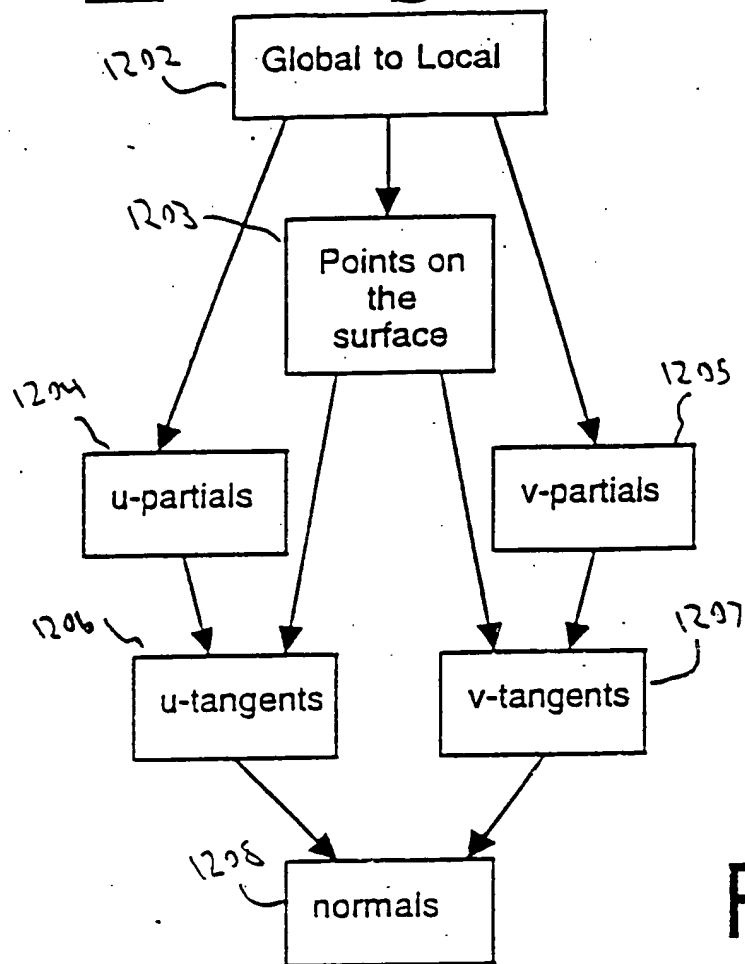 1202
Global to Local
1203
Points on
the
surface
1204
1205
u-partials
v-partials
1206
1207
u-tangents
v-tangents
1208
normals